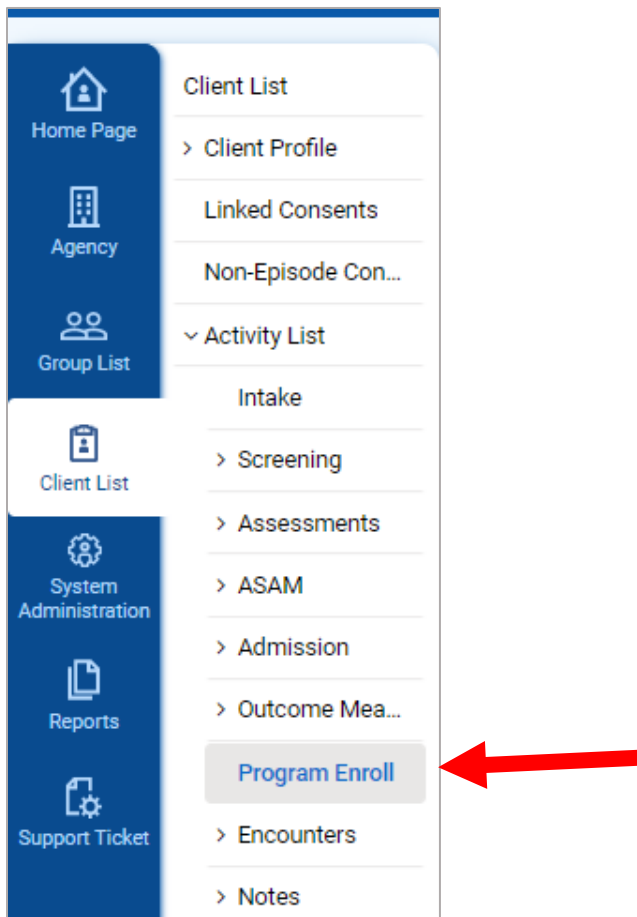 Home Page
Agency
Group List
Client List
System
Administration
Reports
Support Ticket
Client List
> Client Profile
Linked Consents
Non-Episode Con...
Activity List
Intake
> Screening
> Assessments
> ASAM
> Admission
> Outcome Mea...
Program Enroll
> Encounters
> Notes